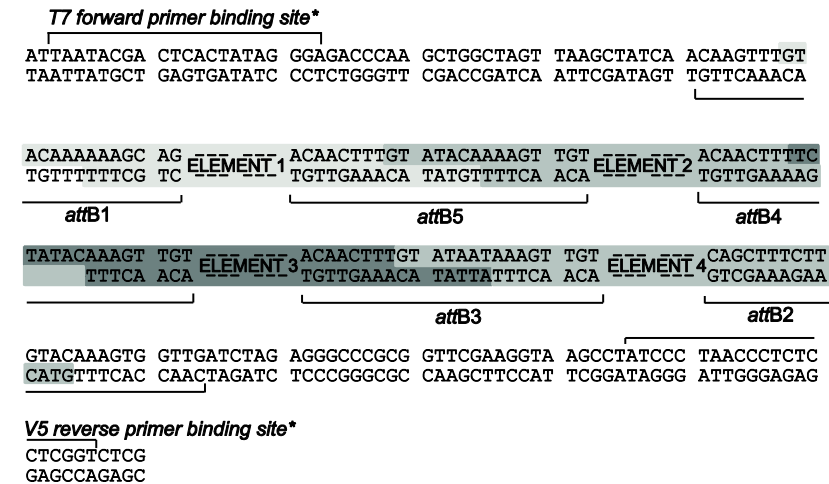 T7 forward primer binding site*
ATTAATACGA CTCACTATAG GGAGACCCAA GCTGGCTAGT TAAGCTATCA ACAAGTTTGT
TAATTATGCT GAGTGATATC CCTCTGGGTT CGACCGATCA ATTCGATAGT TGTTCAAACA
ACAAAAAAGC AG ELEMENT 1 ACAACTTTGT ATACAAAAGT TGT ELEMENT 2 ACAACTTTTC
TGTTTTTTCG TC TGTTGAAACA TATGTTTTCA ACA TGTTGAAAAG
attB1 attB5 attB4
TATACAAAGT TGT ELEMENT 3 ACAACTTTGT ATAATAAAGT TGT ELEMENT 4 CAGCTTTCTT
TTTCA ACA TGTTGAAACA TATTATTTCA ACA GTCGAAAGAA
attB3 attB2
GTACAAAGTG GTTGATCTAG AGGGCCCGCG GTTCGAAGGTA AGCCTATCCC TAACCCTCTC
CATGTTTCAC CAACTAGATC TCCCGGGCGC CAAGCTTCCAT TCGGATAGGG ATTGGGAGAG
V5 reverse primer binding site*
CTCGGTCTCG
GAGCCAGAGC